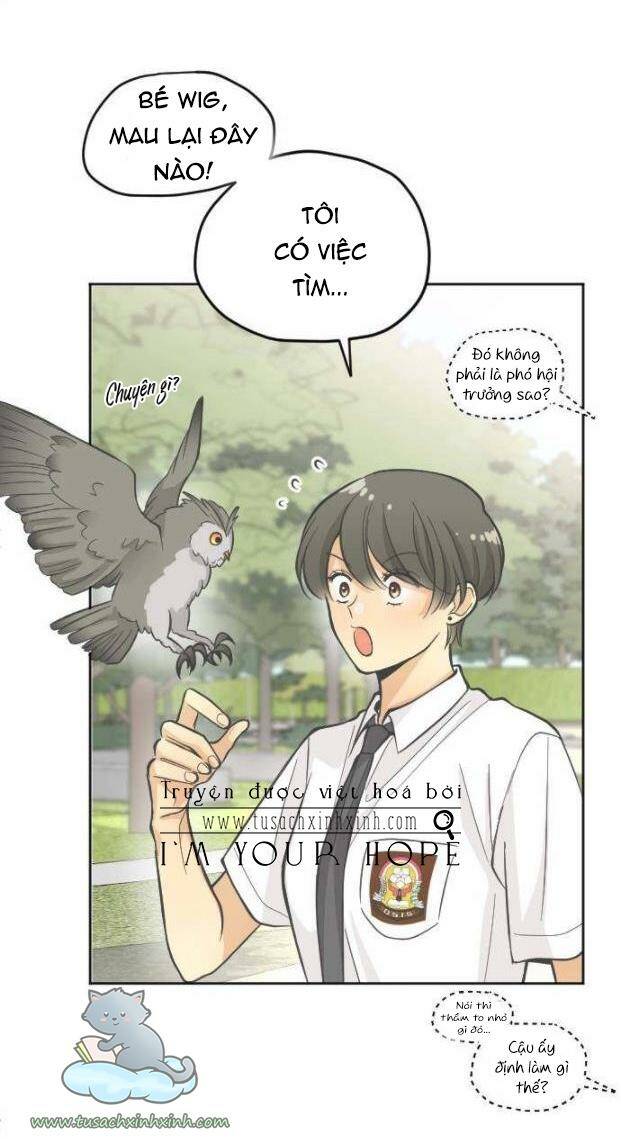 BÉ WIG,
MAU LẠI ĐÂY
NÀO!
TÔI
CÓ VIỆC
TÌM...
Đó không
phải là phó hội
trưởng sao?
Chuyện gì?
Truyện được việt hoá bởi
www.tusachxinhxinh.com
I'M YOUR HOPE
O.S.I.S
Nói thì
thầm to nhỏ
gì đó...
Cậu ấy
định làm gì
thế?
www.tusachxinhxinh.com